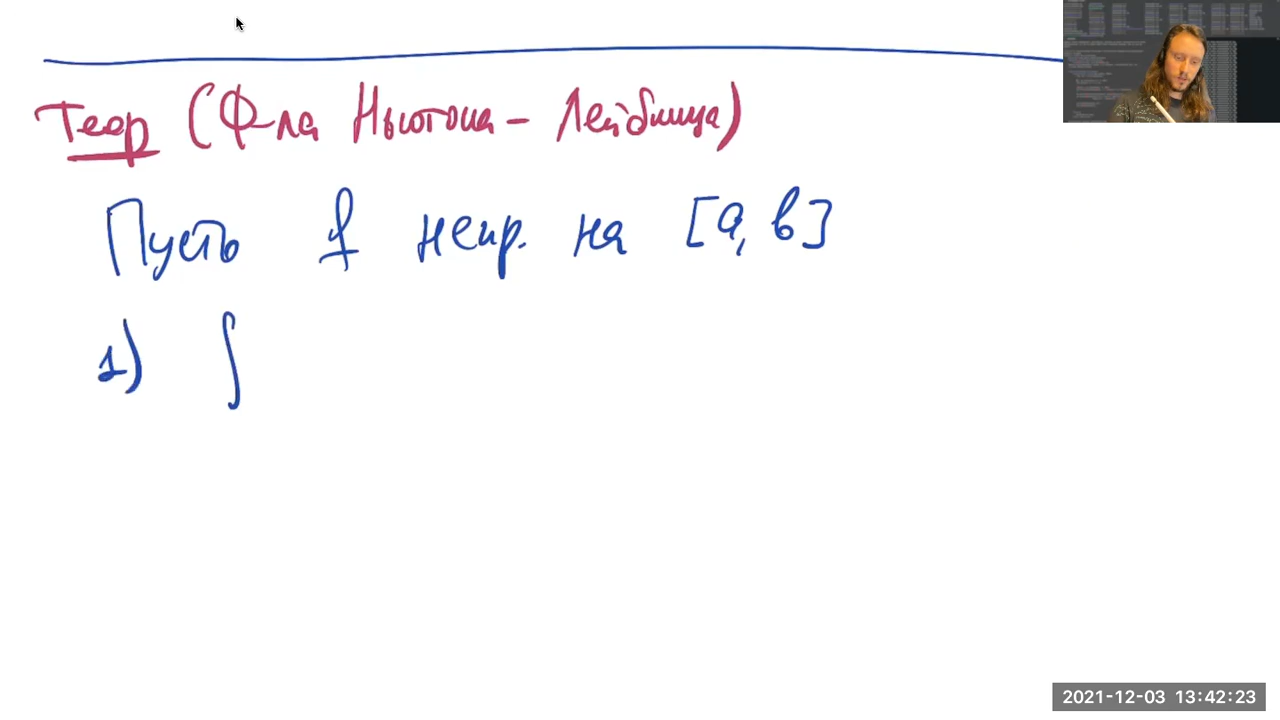 Теор (Ф-ла Ньютона - Лейбница)
Пусть f непр. на [a, b]
1) ∫
2021-12-03 13:42:23